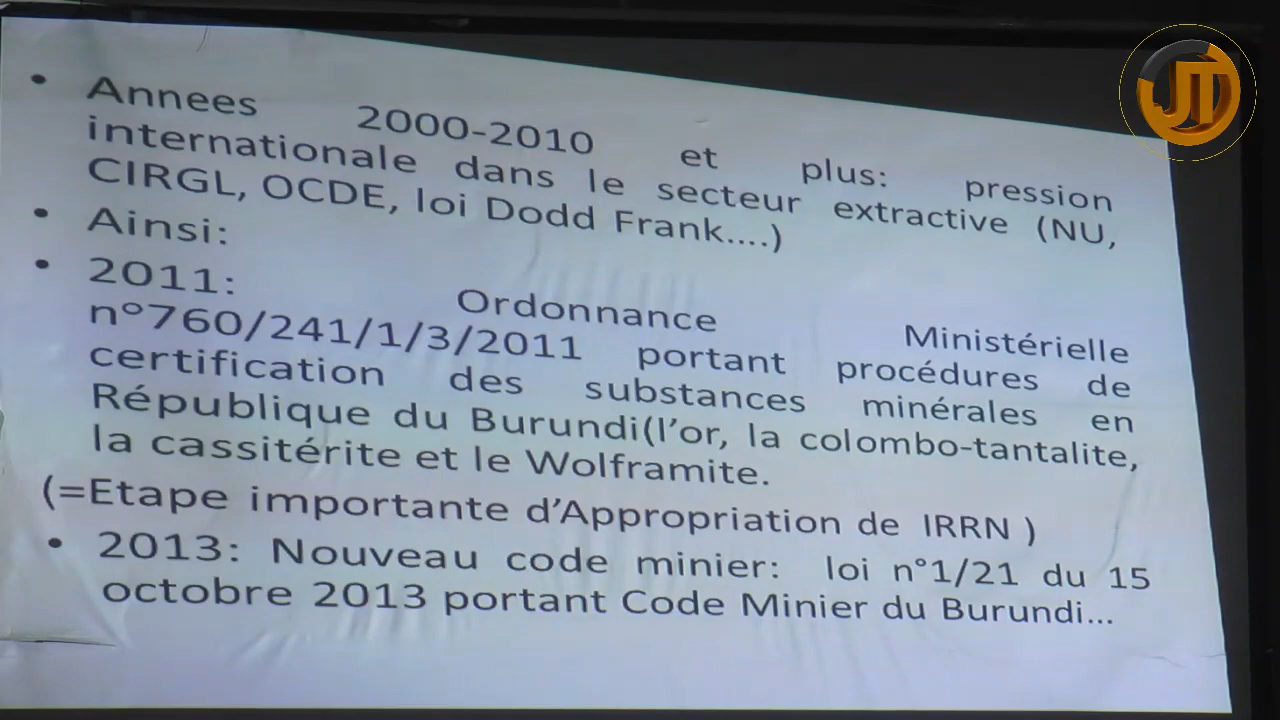 • Annees 2000-2010 et plus: pression
internationale dans le secteur extractive (NU,
CIRGL, OCDE, loi Dodd Frank....)
• Ainsi:
• 2011: Ordonnance Ministérielle
n°760/241/1/3/2011 portant procédures de
certification des substances minérales en
République du Burundi(l’or, la colombo-tantalite,
la cassitérite et le Wolframite.
(=Etape importante d’Appropriation de IRRN )
• 2013: Nouveau code minier: loi n°1/21 du 15
octobre 2013 portant Code Minier du Burundi...
JT